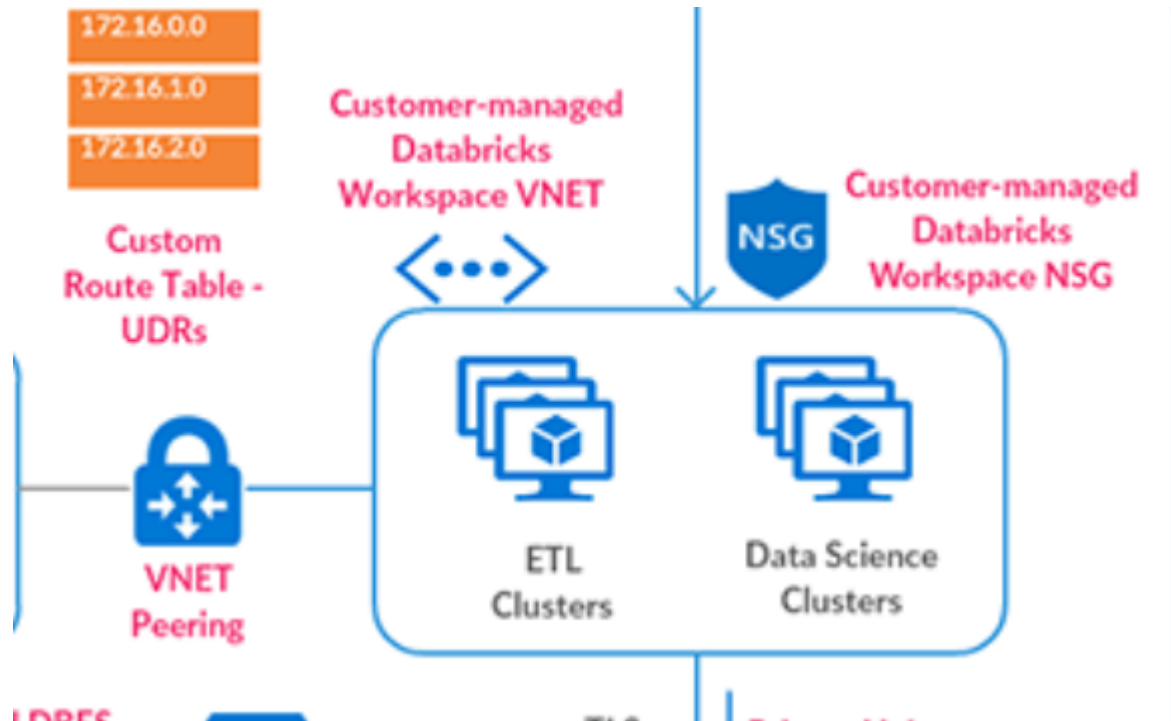 172.16.0.0
172.16.1.0
172.16.2.0
Custom
Route Table -
UDRs
Customer-managed
Databricks
Workspace VNET
NSG
Customer-managed
Databricks
Workspace NSG
VNET
Peering
ETL
Clusters
Data Science
Clusters